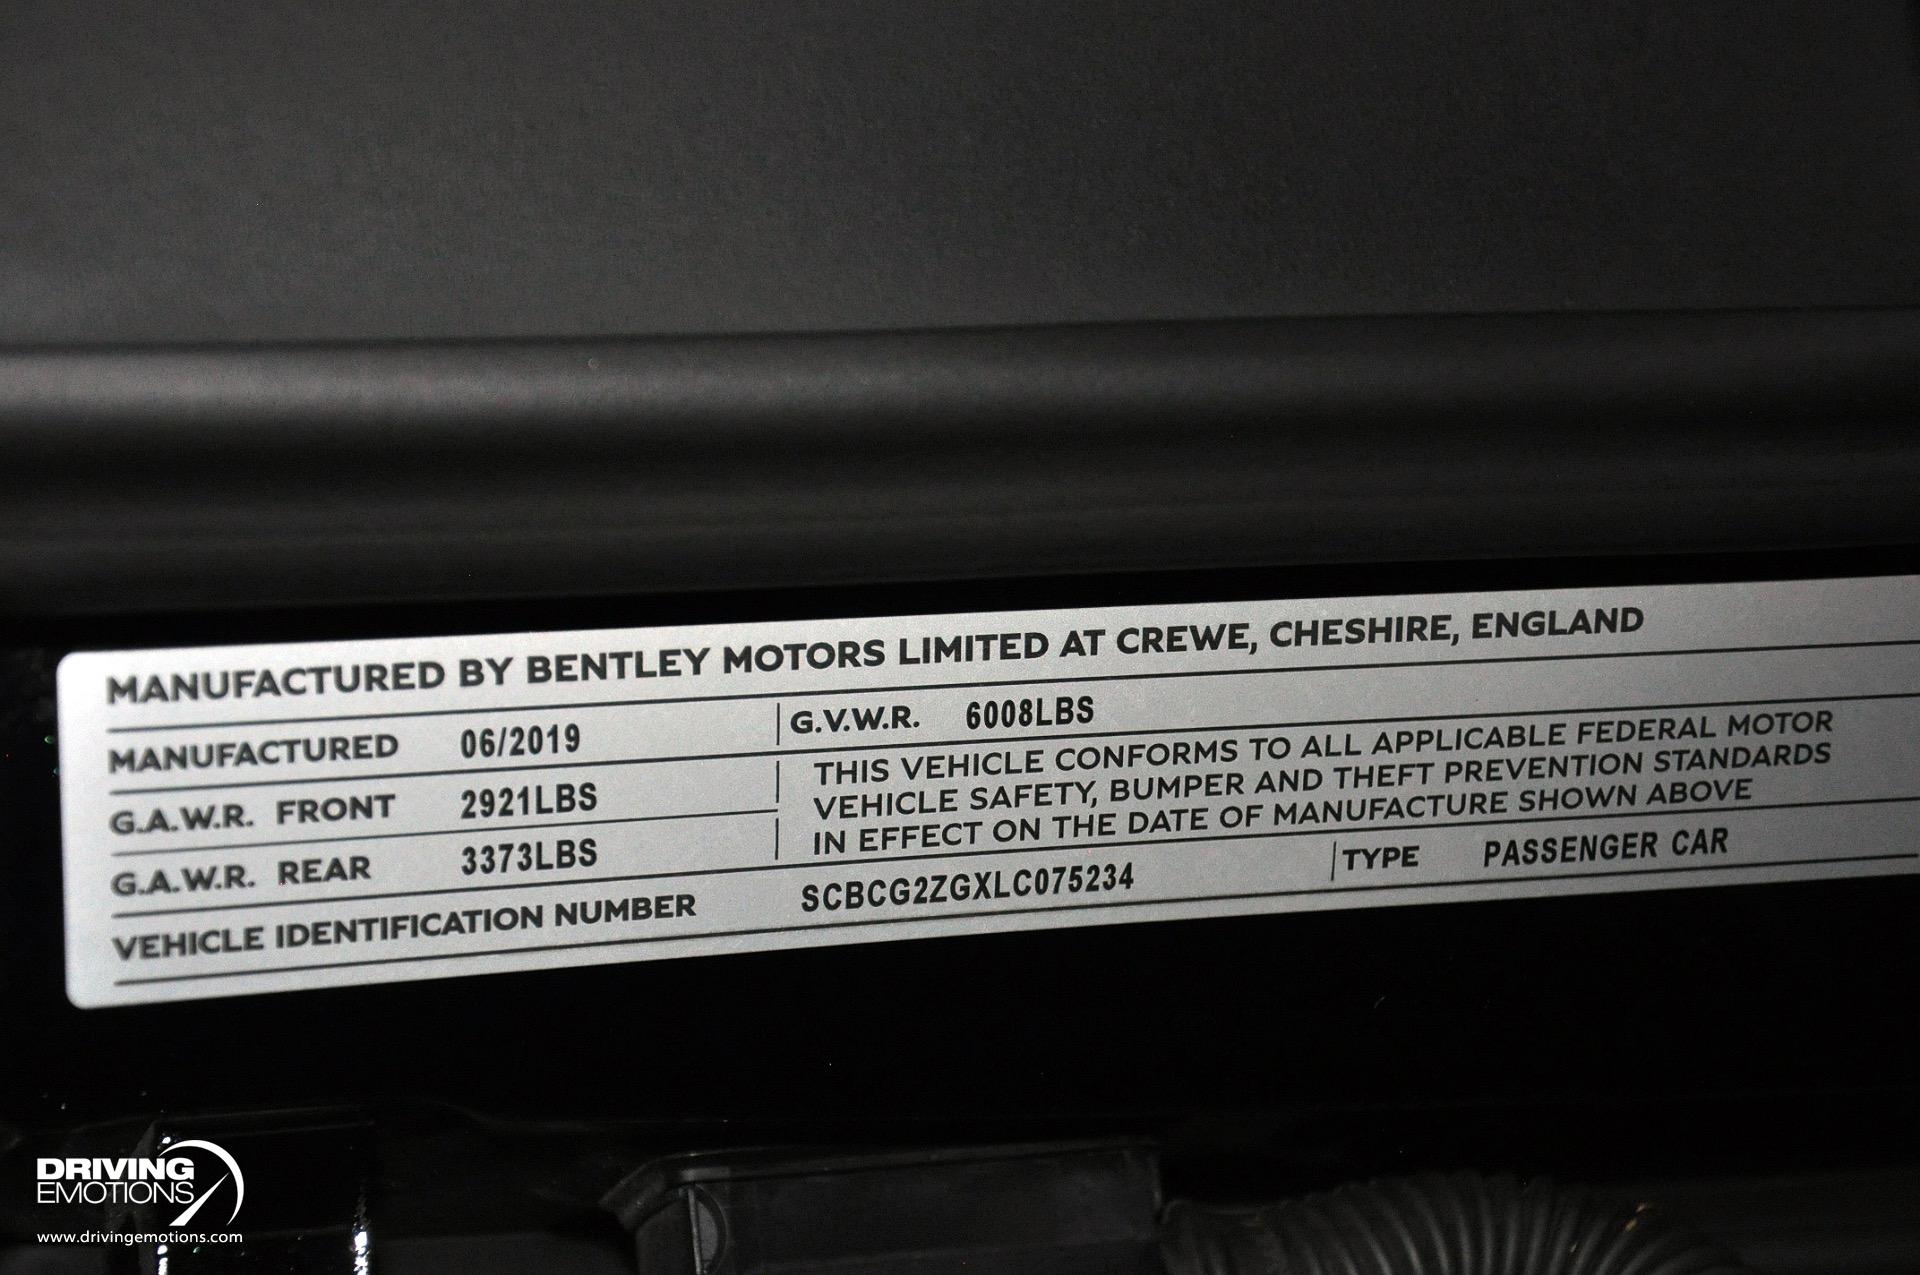 MANUFACTURED BY BENTLEY MOTORS LIMITED AT CREWE, CHESHIRE, ENGLAND
MANUFACTURED 06/2019 G.V.W.R. 6008LBS
G.A.W.R. FRONT 2921LBS
G.A.W.R. REAR 3373LBS
THIS VEHICLE CONFORMS TO ALL APPLICABLE FEDERAL MOTOR
VEHICLE SAFETY, BUMPER AND THEFT PREVENTION STANDARDS
IN EFFECT ON THE DATE OF MANUFACTURE SHOWN ABOVE
VEHICLE IDENTIFICATION NUMBER SCBCG2ZGXLC075234 TYPE PASSENGER CAR
DRIVING
EMOTIONS
www.drivingemotions.com